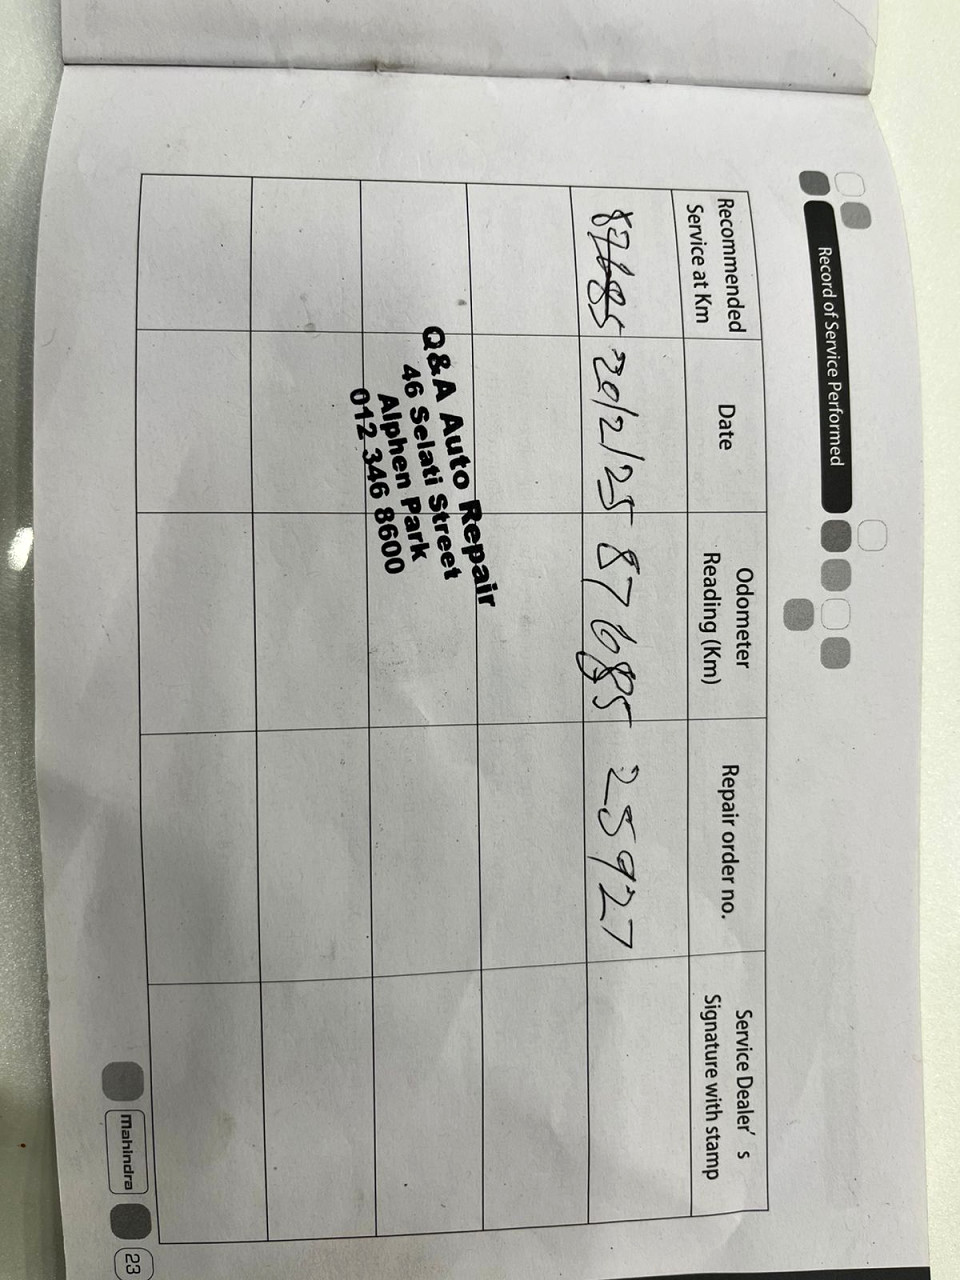 Record of Service Performed
Recommended Service at Km
Date
Odometer Reading (Km)
Repair order no.
Service Dealer's Signature with stamp
87685
20/2/25
87685
25927
Q&A Auto Repair
46 Selati Street
Alphen Park
012 346 8600
Mahindra
23